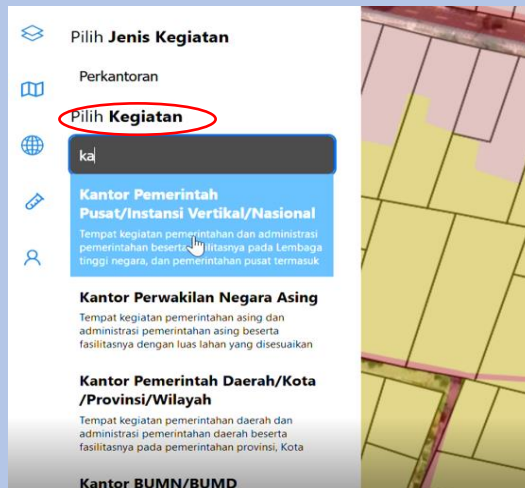 Pilih Jenis Kegiatan
Perkantoran
Pilih Kegiatan
ka
Kantor Pemerintah
Pusat/Instansi Vertikal/Nasional
Tempat kegiatan pemerintahan dan administrasi
pemerintahan beserta fasilitasnya pada Lembaga
tinggi negara, dan pemerintahan pusat termasuk
Kantor Perwakilan Negara Asing
Tempat kegiatan pemerintahan asing dan
administrasi pemerintahan asing beserta
fasilitasnya dengan luas lahan yang disesuaikan
Kantor Pemerintah Daerah/Kota
/Provinsi/Wilayah
Tempat kegiatan pemerintahan daerah dan
administrasi pemerintahan daerah beserta
fasilitasnya pada pemerintahan provinsi, Kota
Kantor BUMN/BUMD